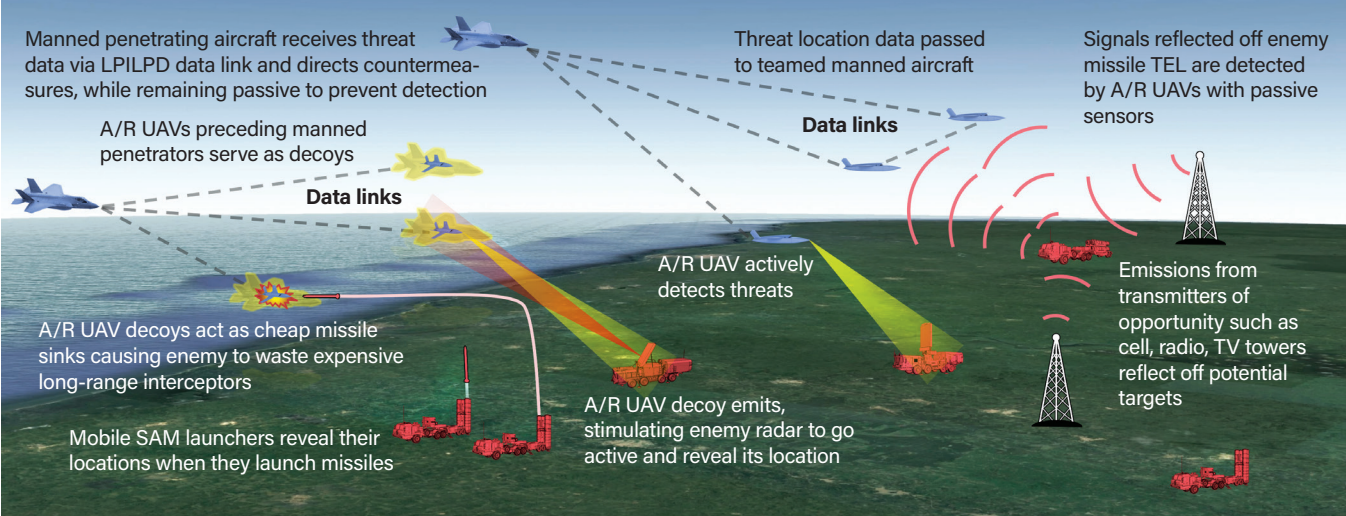 Manned penetrating aircraft receives threat
data via LPILPD data link and directs countermea-
sures, while remaining passive to prevent detection
Threat location data passed
to teamed manned aircraft
Signals reflected off enemy
missile TEL are detected
by A/R UAVs with passive
sensors
A/R UAVs preceding manned
penetrators serve as decoys
Data links
Data links
A/R UAV actively
detects threats
Emissions from
transmitters of
opportunity such as
cell, radio, TV towers
reflect off potential
targets
A/R UAV decoys act as cheap missile
sinks causing enemy to waste expensive
long-range interceptors
A/R UAV decoy emits,
stimulating enemy radar to go
active and reveal its location
Mobile SAM launchers reveal their
locations when they launch missiles